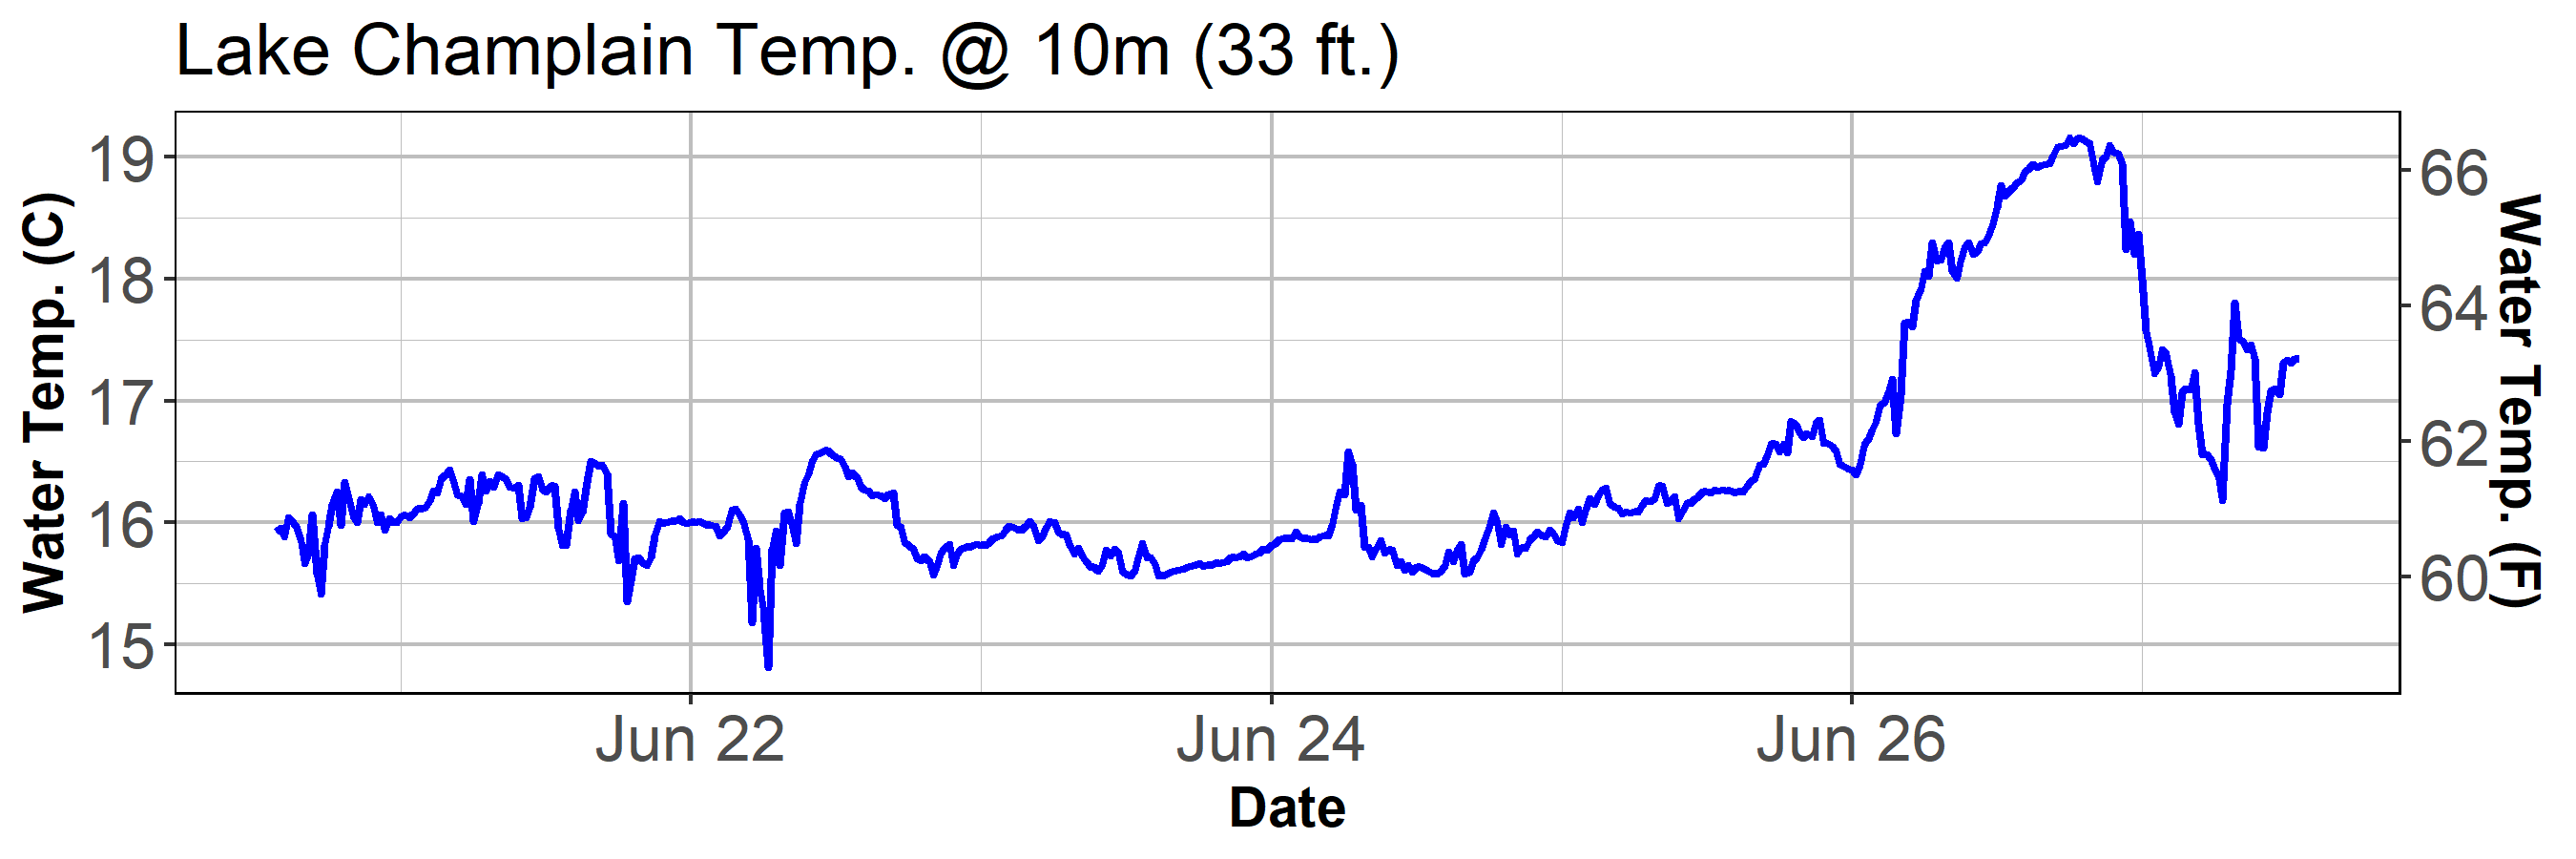 Lake Champlain Temp. @ 10m (33 ft.)
Water Temp. (C)
19
18
17
16
15
66
64
62
60
Water Temp. (F)
Jun 22 Jun 24 Jun 26
Date